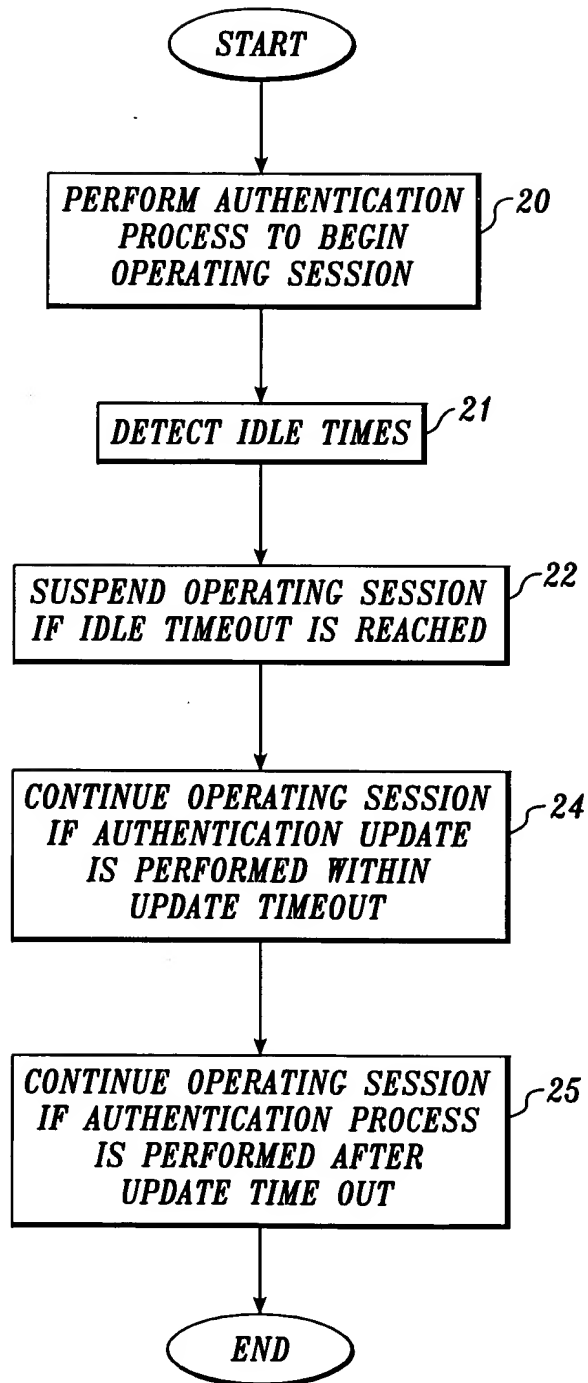 START
PERFORM AUTHENTICATION
PROCESS TO BEGIN
OPERATING SESSION
20
DETECT IDLE TIMES
21
SUSPEND OPERATING SESSION
IF IDLE TIMEOUT IS REACHED
22
CONTINUE OPERATING SESSION
IF AUTHENTICATION UPDATE
IS PERFORMED WITHIN
UPDATE TIMEOUT
24
CONTINUE OPERATING SESSION
IF AUTHENTICATION PROCESS
IS PERFORMED AFTER
UPDATE TIME OUT
25
END